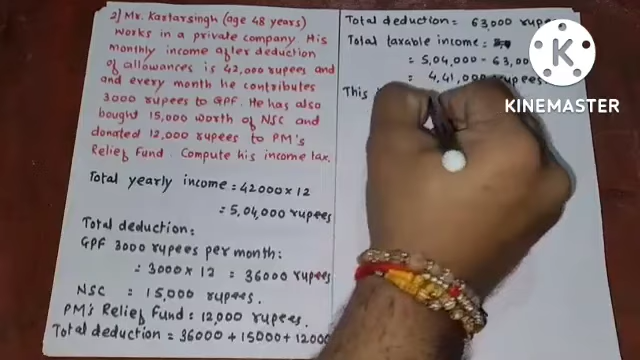 2] Mr. Kartarsingh (age 48 years)
works in a private company. His
monthly income after deduction
of allowances is 42,000 rupees and
and every month he contributes
3000 rupees to GPF. He has also
bought 15,000 worth of NSC and
donated 12,000 rupees to PM's
Relief Fund. Compute his income tax.
Total yearly income = 42000 × 12
= 5,04,000 rupees
Total deduction:
GPF 3000 rupees per month:
= 3000 × 12 = 36000 rupees
NSC = 15,000 rupees.
PM's Relief Fund = 12,000 rupees.
Total deduction = 36000 + 15000 + 12000
Total deduction = 63,000 rupees
Total taxable income =
= 5,04,000 - 63,00
= 4,41,000 rupees
This
K
KINEMASTER